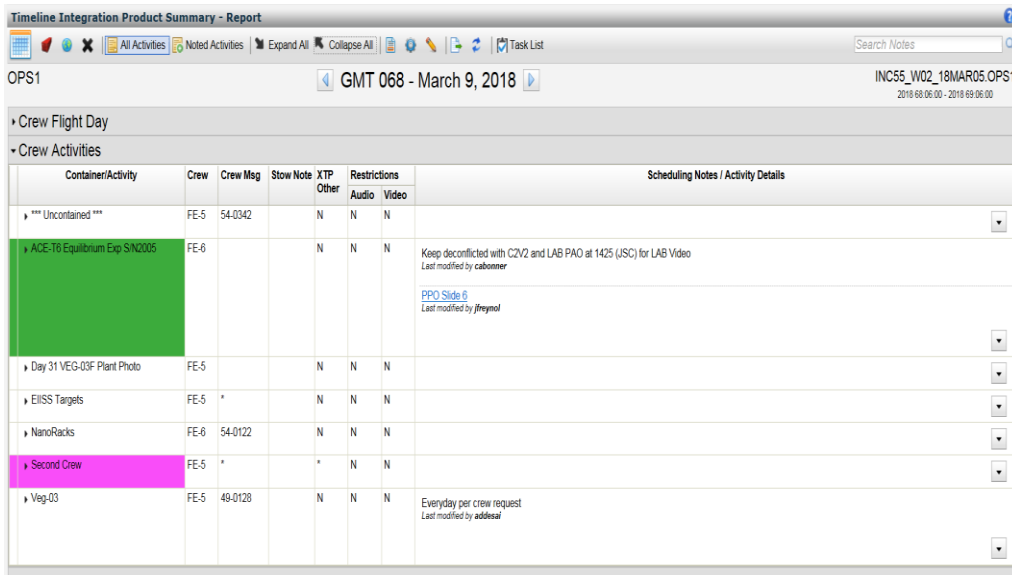 Timeline Integration Product Summary - Report
All Activities Noted Activities Expand All Collapse All Task List Search Notes
OPS1 GMT 068 - March 9, 2018 INC55_W02_18MAR05.OPS1
2018 68:06:00 - 2018 69:06:00
Crew Flight Day
Crew Activities
Container/Activity Crew Crew Msg Stow Note XTP Other Restrictions Scheduling Notes / Activity Details
Audio Video
*** Uncontained *** FE-5 54-0342 N N N
ACE-T6 Equilibrium Exp S/N2005 FE-6 N N N
Keep deconflicted with C2V2 and LAB PAO at 1425 (JSC) for LAB Video
Last modified by cabonner
PPO Slide 6
Last modified by jfreynol
Day 31 VEG-03F Plant Photo FE-5 N N N
EIISS Targets FE-5 * N N N
NanoRacks FE-6 54-0122 N N N
Second Crew FE-5 * * N N
Veg-03 FE-5 49-0128 N N N
Everyday per crew request
Last modified by addesai